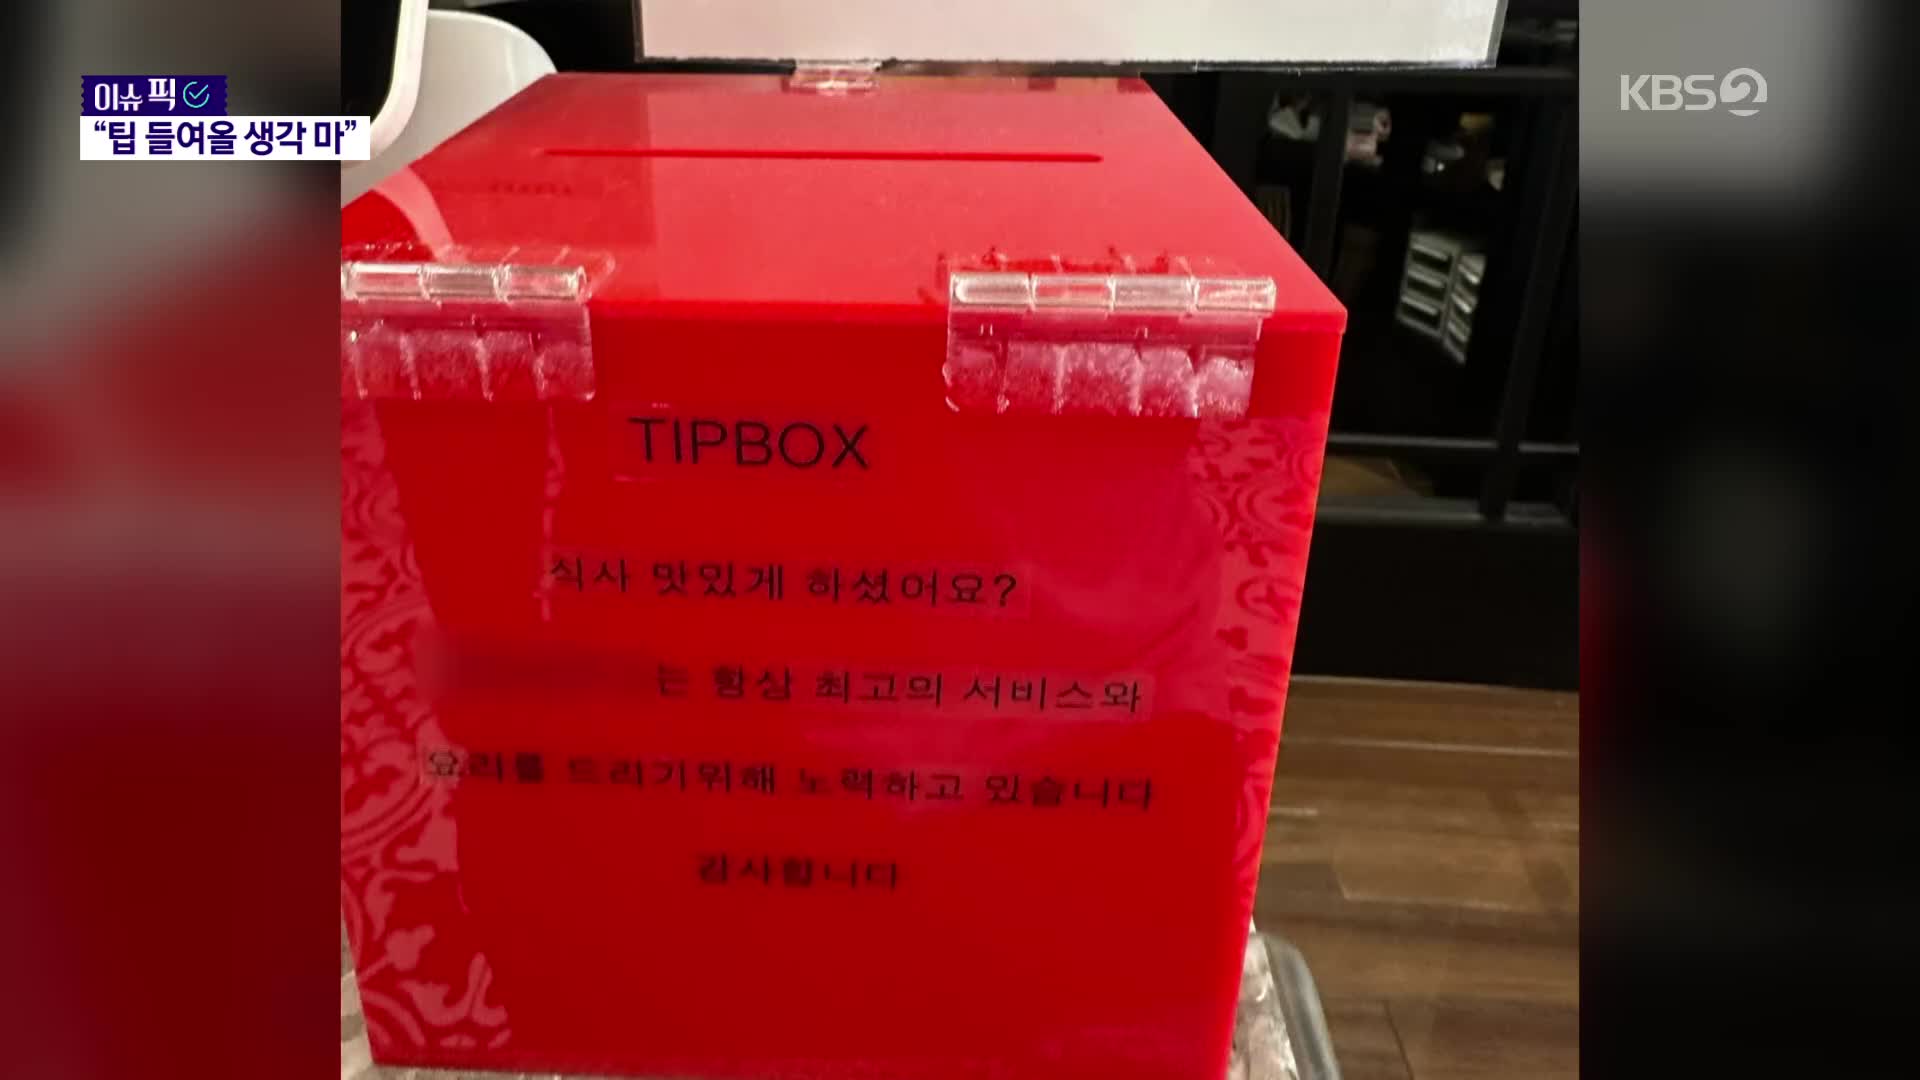 이슈 픽
“팁 들여올 생각 마”
KBS2
TIPBOX
식사 맛있게 하셨어요?
는 항상 최고의 서비스와
요리를 드리기위해 노력하고 있습니다
감사합니다